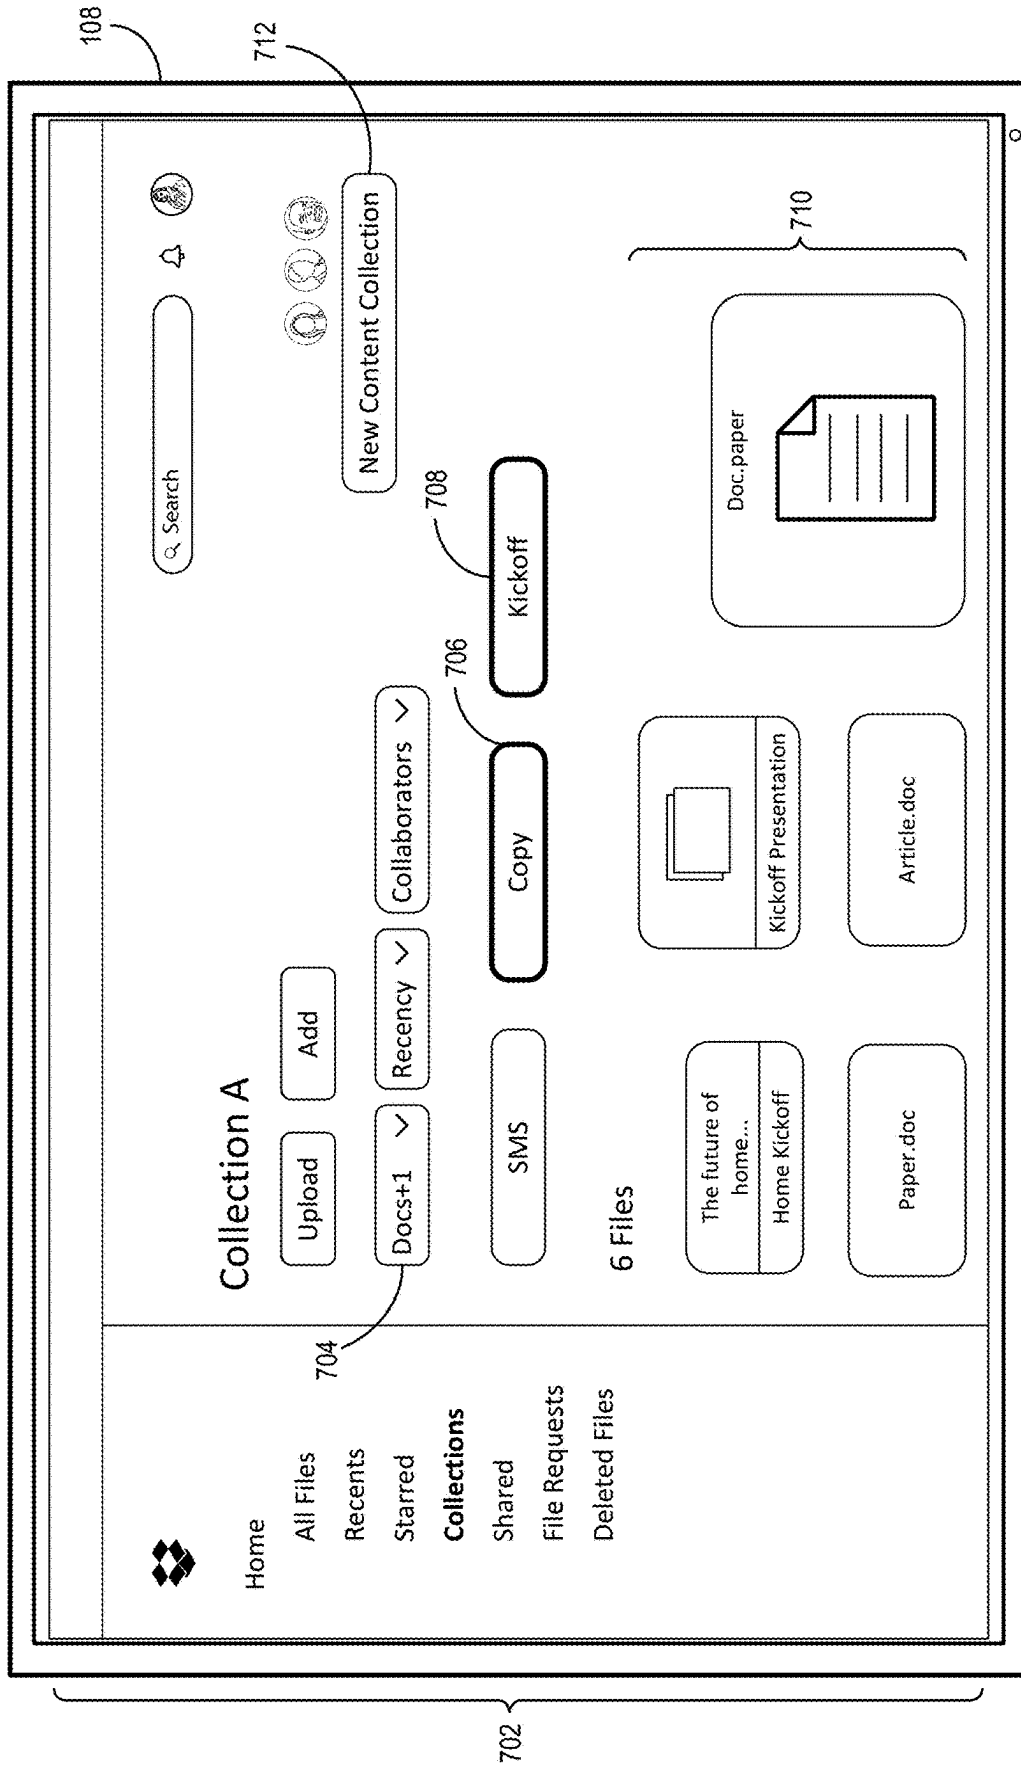 108
712
Search
Collection A
Upload
Add
New Content Collection
704
Docs+1
Recency
Collaborators
706
708
SMS
Copy
Kickoff
6 Files
710
The future of
home...
Home Kickoff
Kickoff Presentation
Doc.paper
Paper.doc
Article.doc
Home
All Files
Recents
Starred
Collections
Shared
File Requests
Deleted Files
702